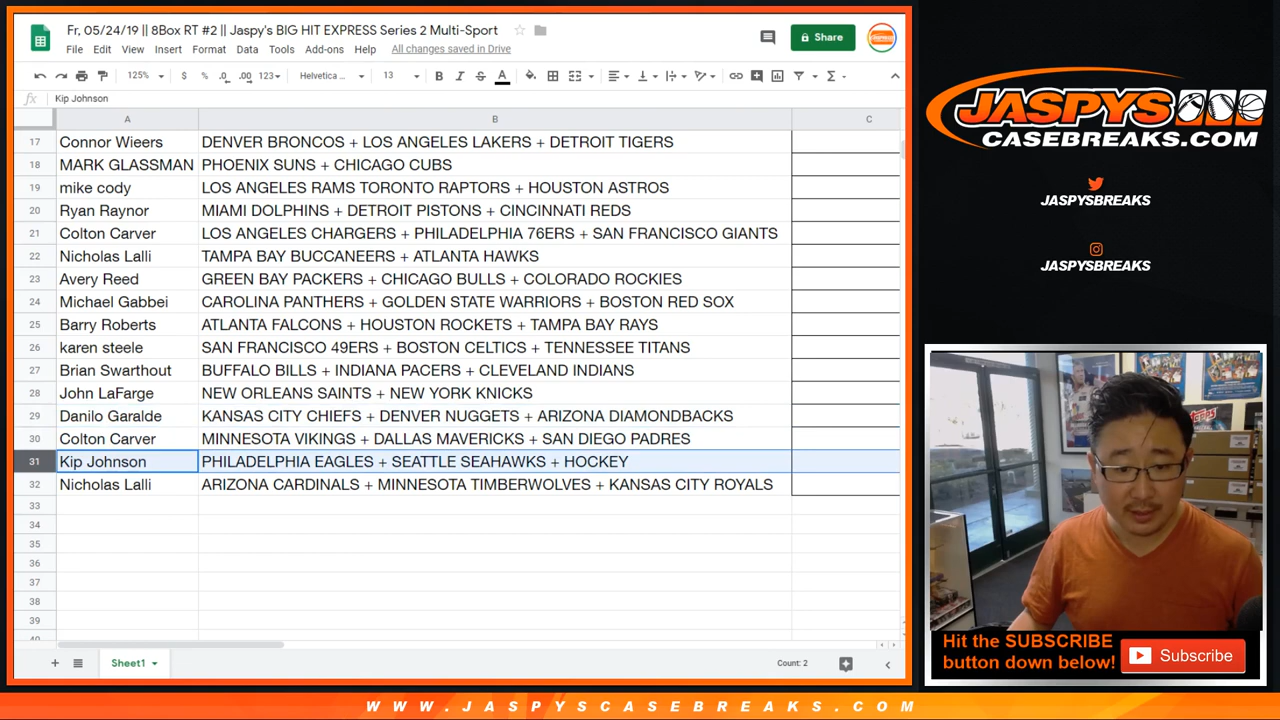 Fr, 05/24/19 || 8Box RT #2 || Jaspy's BIG HIT EXPRESS Series 2 Multi-Sport
Share
File Edit View Insert Format Data Tools Add-ons Help All changes saved in Drive
125% $ % .0 .00 123 Helvetica ... 13 B I S A
fx Kip Johnson
A B C
17 Connor Wieers DENVER BRONCOS + LOS ANGELES LAKERS + DETROIT TIGERS
18 MARK GLASSMAN PHOENIX SUNS + CHICAGO CUBS
19 mike cody LOS ANGELES RAMS TORONTO RAPTORS + HOUSTON ASTROS
20 Ryan Raynor MIAMI DOLPHINS + DETROIT PISTONS + CINCINNATI REDS
21 Colton Carver LOS ANGELES CHARGERS + PHILADELPHIA 76ERS + SAN FRANCISCO GIANTS
22 Nicholas Lalli TAMPA BAY BUCCANEERS + ATLANTA HAWKS
23 Avery Reed GREEN BAY PACKERS + CHICAGO BULLS + COLORADO ROCKIES
24 Michael Gabbei CAROLINA PANTHERS + GOLDEN STATE WARRIORS + BOSTON RED SOX
25 Barry Roberts ATLANTA FALCONS + HOUSTON ROCKETS + TAMPA BAY RAYS
26 karen steele SAN FRANCISCO 49ERS + BOSTON CELTICS + TENNESSEE TITANS
27 Brian Swarthout BUFFALO BILLS + INDIANA PACERS + CLEVELAND INDIANS
28 John LaFarge NEW ORLEANS SAINTS + NEW YORK KNICKS
29 Danilo Garalde KANSAS CITY CHIEFS + DENVER NUGGETS + ARIZONA DIAMONDBACKS
30 Colton Carver MINNESOTA VIKINGS + DALLAS MAVERICKS + SAN DIEGO PADRES
31 Kip Johnson PHILADELPHIA EAGLES + SEATTLE SEAHAWKS + HOCKEY
32 Nicholas Lalli ARIZONA CARDINALS + MINNESOTA TIMBERWOLVES + KANSAS CITY ROYALS
33
34
35
36
37
38
39
40
Sheet1 Count: 2
JASPYS
CASEBREAKS.COM
JASPYSBREAKS
JASPYSBREAKS
Hit the SUBSCRIBE
button down below!
Subscribe
WWW.JASPYSCASEBREAKS.COM